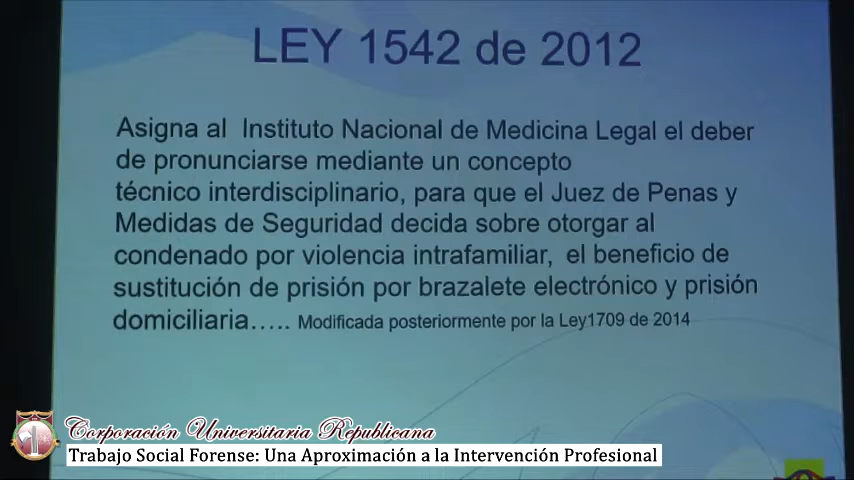 LEY 1542 de 2012
Asigna al Instituto Nacional de Medicina Legal el deber
de pronunciarse mediante un concepto
técnico interdisciplinario, para que el Juez de Penas y
Medidas de Seguridad decida sobre otorgar al
condenado por violencia intrafamiliar, el beneficio de
sustitución de prisión por brazalete electrónico y prisión
domiciliaria….. Modificada posteriormente por la Ley1709 de 2014
Corporación Universitaria Republicana
Trabajo Social Forense: Una Aproximación a la Intervención Profesional